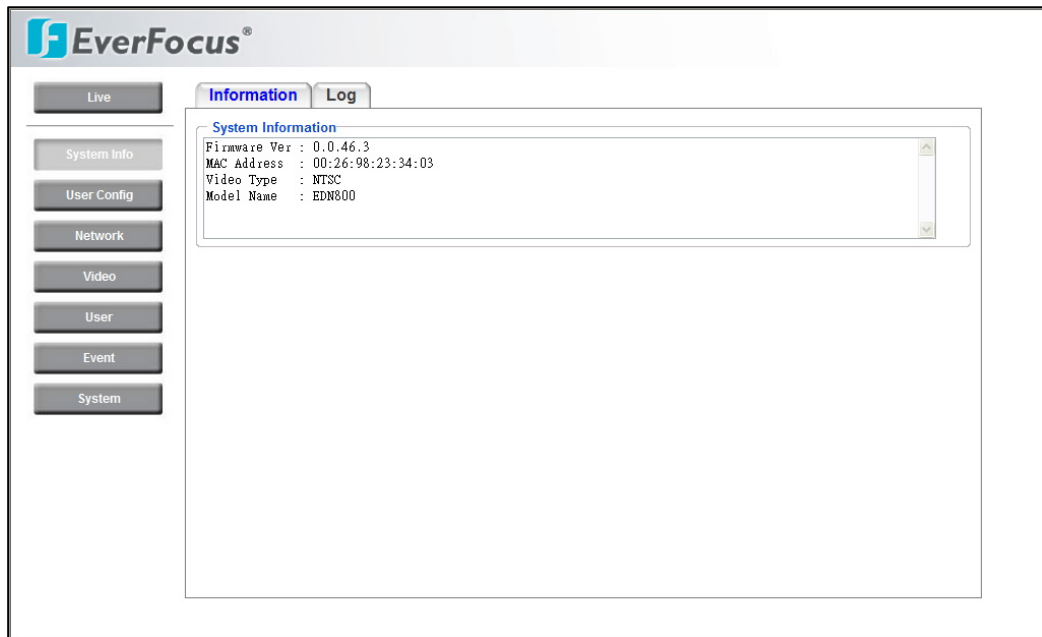 EverFocus®
Live
System Info
User Config
Network
Video
User
Event
System
Information
Log
System Information
Firmware Ver : 0.0.46.3
MAC Address : 00:26:98:23:34:03
Video Type : NTSC
Model Name : EDN800